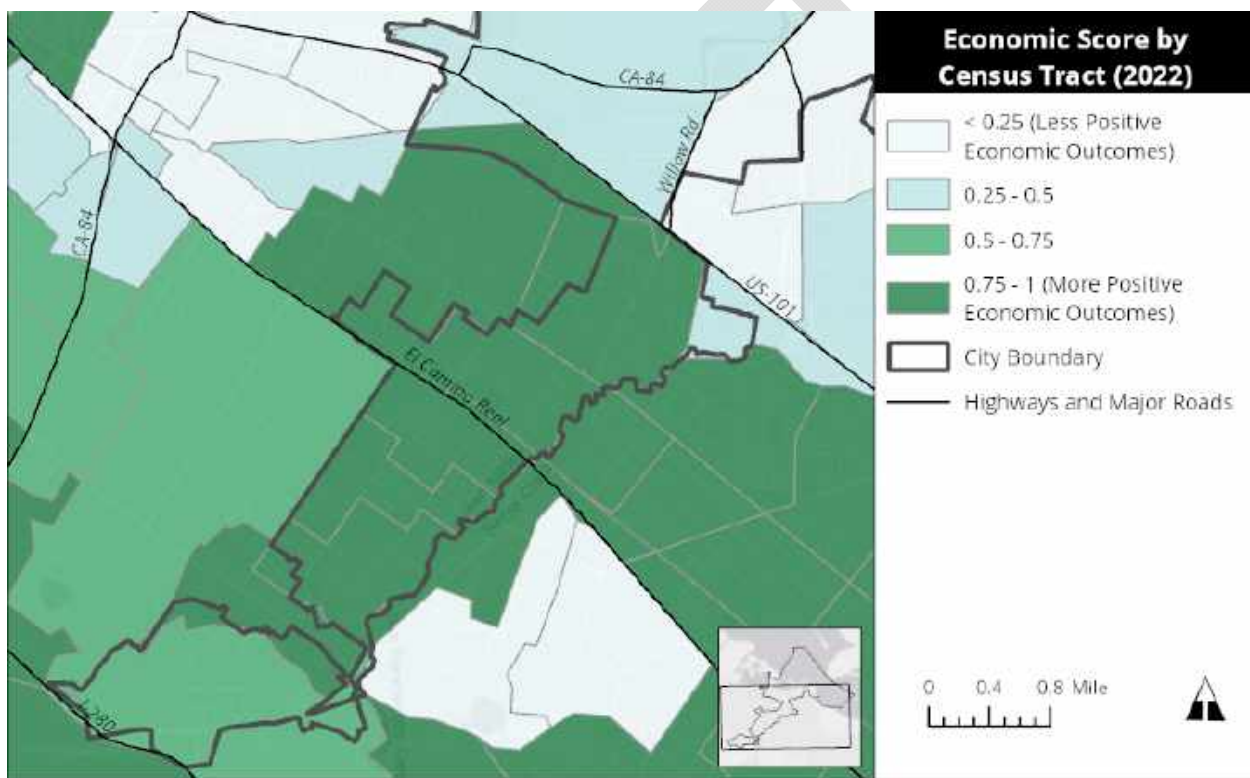 Economic Score by
Census Tract (2022)
< 0.25 (Less Positive
Economic Outcomes)
0.25 - 0.5
0.5 - 0.75
0.75 - 1 (More Positive
Economic Outcomes)
City Boundary
Highways and Major Roads
0 0.4 0.8 Mile
CA-84
Willow Rd
CA-84
US-101
El Camino Real
I-280